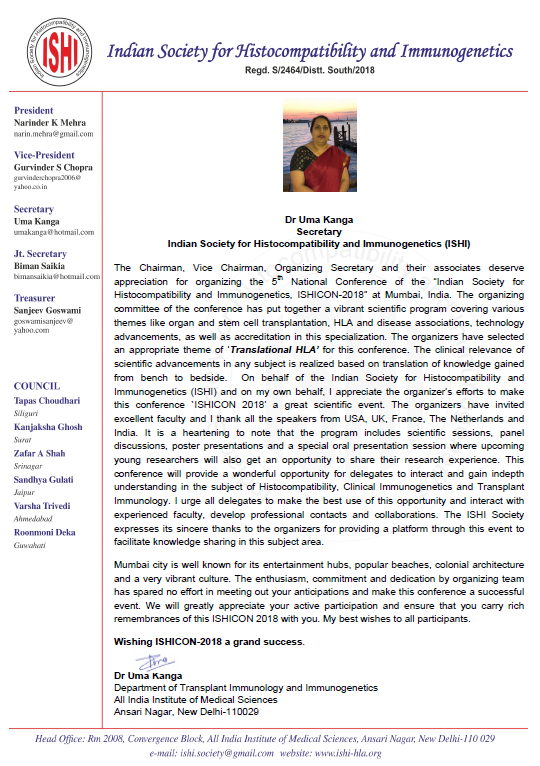 Indian Society for Histocompatibility and Immunogenetics
ISHI
Indian Society for Histocompatibility and Immunogenetics
Regd. S/2464/Distt. South/2018
President
Narinder K Mehra
narin.mehra@gmail.com
Vice-President
Gurvinder S Chopra
gurvinderchopra2006@
yahoo.co.in
Secretary
Uma Kanga
umakanga@hotmail.com
Jt. Secretary
Biman Saikia
bimansaikia@hotmail.com
Treasurer
Sanjeev Goswami
goswamisanjeev@
yahoo.com
COUNCIL
Tapas Choudhari
Siliguri
Kanjaksha Ghosh
Surat
Zafar A Shah
Srinagar
Sandhya Gulati
Jaipur
Varsha Trivedi
Ahmedabad
Roonmoni Deka
Guwahati
Dr Uma Kanga
Secretary
Indian Society for Histocompatibility and Immunogenetics (ISHI)
The Chairman, Vice Chairman, Organizing Secretary and their associates deserve
appreciation for organizing the 5th National Conference of the “Indian Society for
Histocompatibility and Immunogenetics, ISHICON-2018” at Mumbai, India. The organizing
committee of the conference has put together a vibrant scientific program covering various
themes like organ and stem cell transplantation, HLA and disease associations, technology
advancements, as well as accreditation in this specialization. The organizers have selected
an appropriate theme of ‘Translational HLA’ for this conference. The clinical relevance of
scientific advancements in any subject is realized based on translation of knowledge gained
from bench to bedside. On behalf of the Indian Society for Histocompatibility and
Immunogenetics (ISHI) and on my own behalf, I appreciate the organizer’s efforts to make
this conference `ISHICON 2018’ a great scientific event. The organizers have invited
excellent faculty and I thank all the speakers from USA, UK, France, The Netherlands and
India. It is a heartening to note that the program includes scientific sessions, panel
discussions, poster presentations and a special oral presentation session where upcoming
young researchers will also get an opportunity to share their research experience. This
conference will provide a wonderful opportunity for delegates to interact and gain indepth
understanding in the subject of Histocompatibility, Clinical Immunogenetics and Transplant
Immunology. I urge all delegates to make the best use of this opportunity and interact with
experienced faculty, develop professional contacts and collaborations. The ISHI Society
expresses its sincere thanks to the organizers for providing a platform through this event to
facilitate knowledge sharing in this subject area.
Mumbai city is well known for its entertainment hubs, popular beaches, colonial architecture
and a very vibrant culture. The enthusiasm, commitment and dedication by organizing team
has spared no effort in meeting out your anticipations and make this conference a successful
event. We will greatly appreciate your active participation and ensure that you carry rich
remembrances of this ISHICON 2018 with you. My best wishes to all participants.
Wishing ISHICON-2018 a grand success.
Dr Uma Kanga
Department of Transplant Immunology and Immunogenetics
All India Institute of Medical Sciences
Ansari Nagar, New Delhi-110029
Head Office: Rm 2008, Convergence Block, All India Institute of Medical Sciences, Ansari Nagar, New Delhi-110 029
e-mail: ishi.society@gmail.com website: www.ishi-hla.org